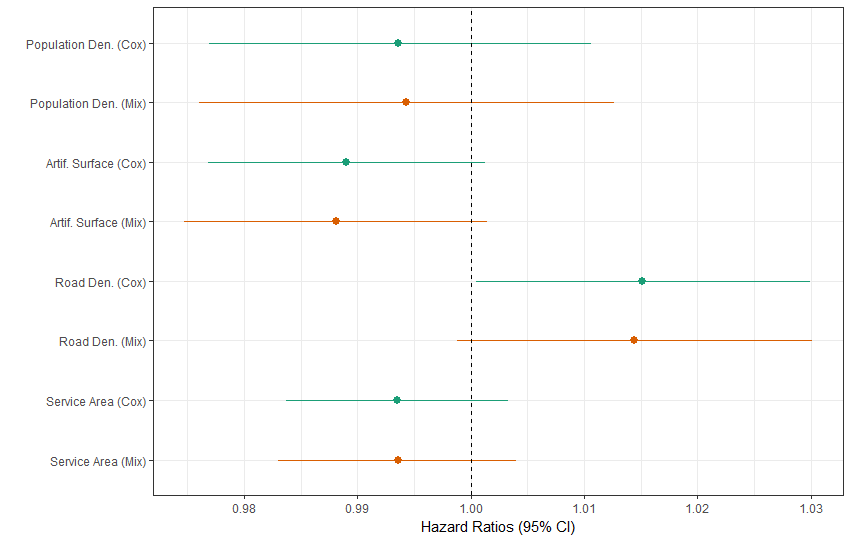 Population Den. (Cox)
Population Den. (Mix)
Artif. Surface (Cox)
Artif. Surface (Mix)
Road Den. (Cox)
Road Den. (Mix)
Service Area (Cox)
Service Area (Mix)
0.98 0.99 1.00 1.01 1.02 1.03
Hazard Ratios (95% CI)